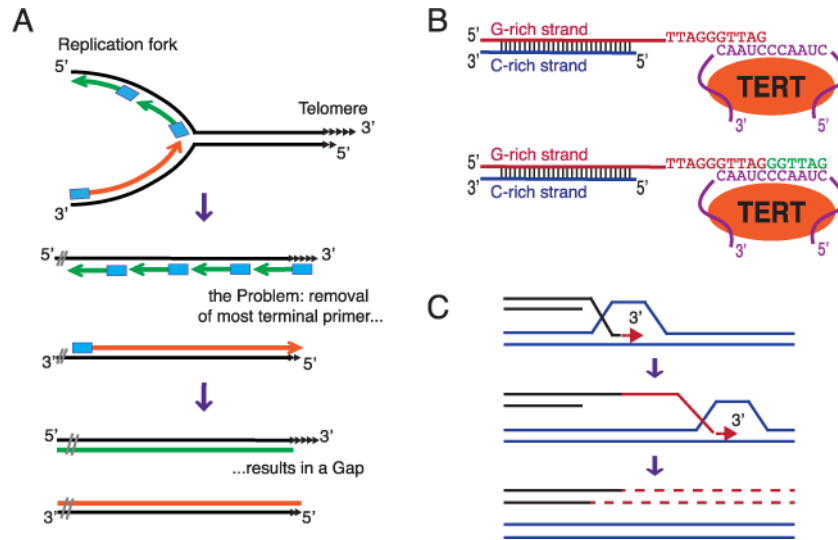 A
Replication fork
5’
Telomere
3’
5’
3’
5’
3’
the Problem: removal
of most terminal primer...
3’
5’
5’
3’
...results in a Gap
3’
5’
B
5’
G-rich strand
TTAGGGTTAG
CAAUCCCAAUC
3’
C-rich strand
5’
TERT
3’
5’
5’
G-rich strand
TTAGGGTTAGGGTTAG
CAAUCCCAAUC
3’
C-rich strand
5’
TERT
3’
5’
C
3’
3’